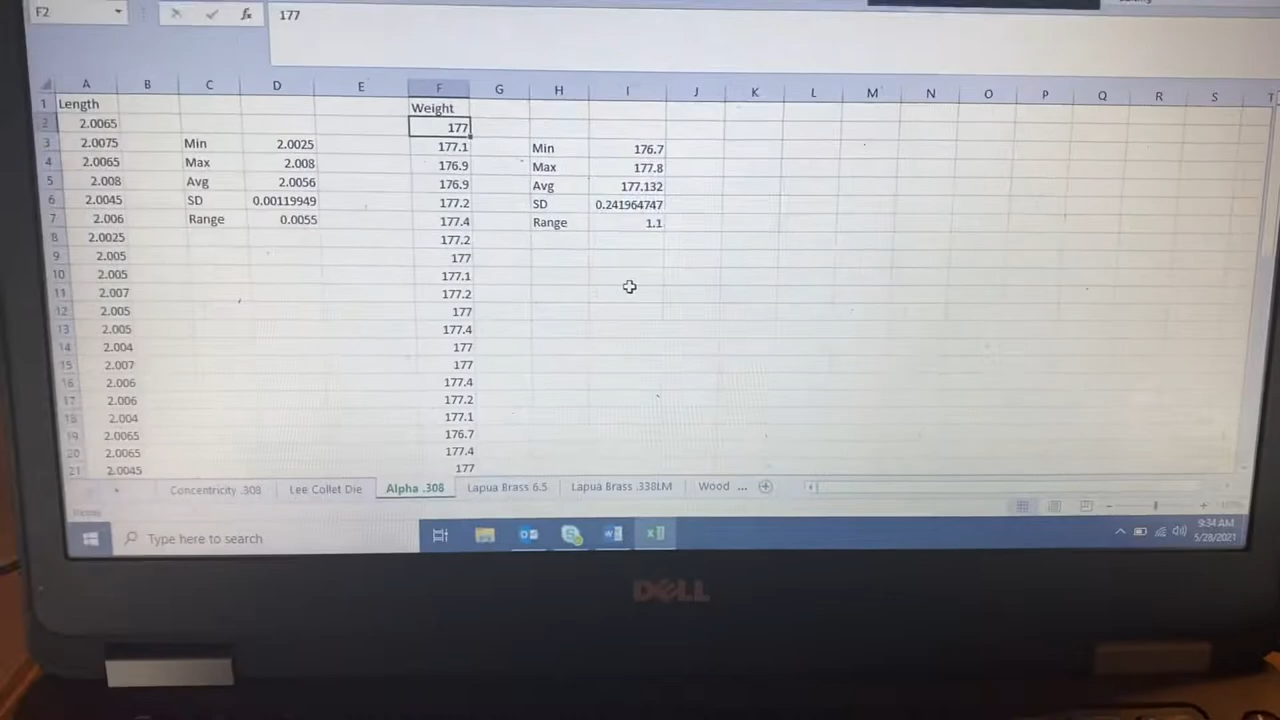 F2 fx 177
A B C D E F G H I J K L M N O P Q R S T
1 Length Weight
2 2.0065 177
3 2.0075 Min 2.0025 177.1 Min 176.7
4 2.0065 Max 2.008 176.9 Max 177.8
5 2.008 Avg 2.0056 176.9 Avg 177.132
6 2.0045 SD 0.00119949 177.2 SD 0.241964747
7 2.006 Range 0.0055 177.4 Range 1.1
8 2.0025 177.2
9 2.005 177
10 2.005 177.1
11 2.007 177.2
12 2.005 177
13 2.005 177.4
14 2.004 177
15 2.007 177
16 2.006 177.4
17 2.006 177.2
18 2.004 177.1
19 2.0065 176.7
20 2.0065 177.4
21 2.0045 177
Concentricity .308 Lee Collet Die Alpha .308 Lapua Brass 6.5 Lapua Brass .338LM Wood ...
Type here to search
9:34 AM
5/28/2021
DELL